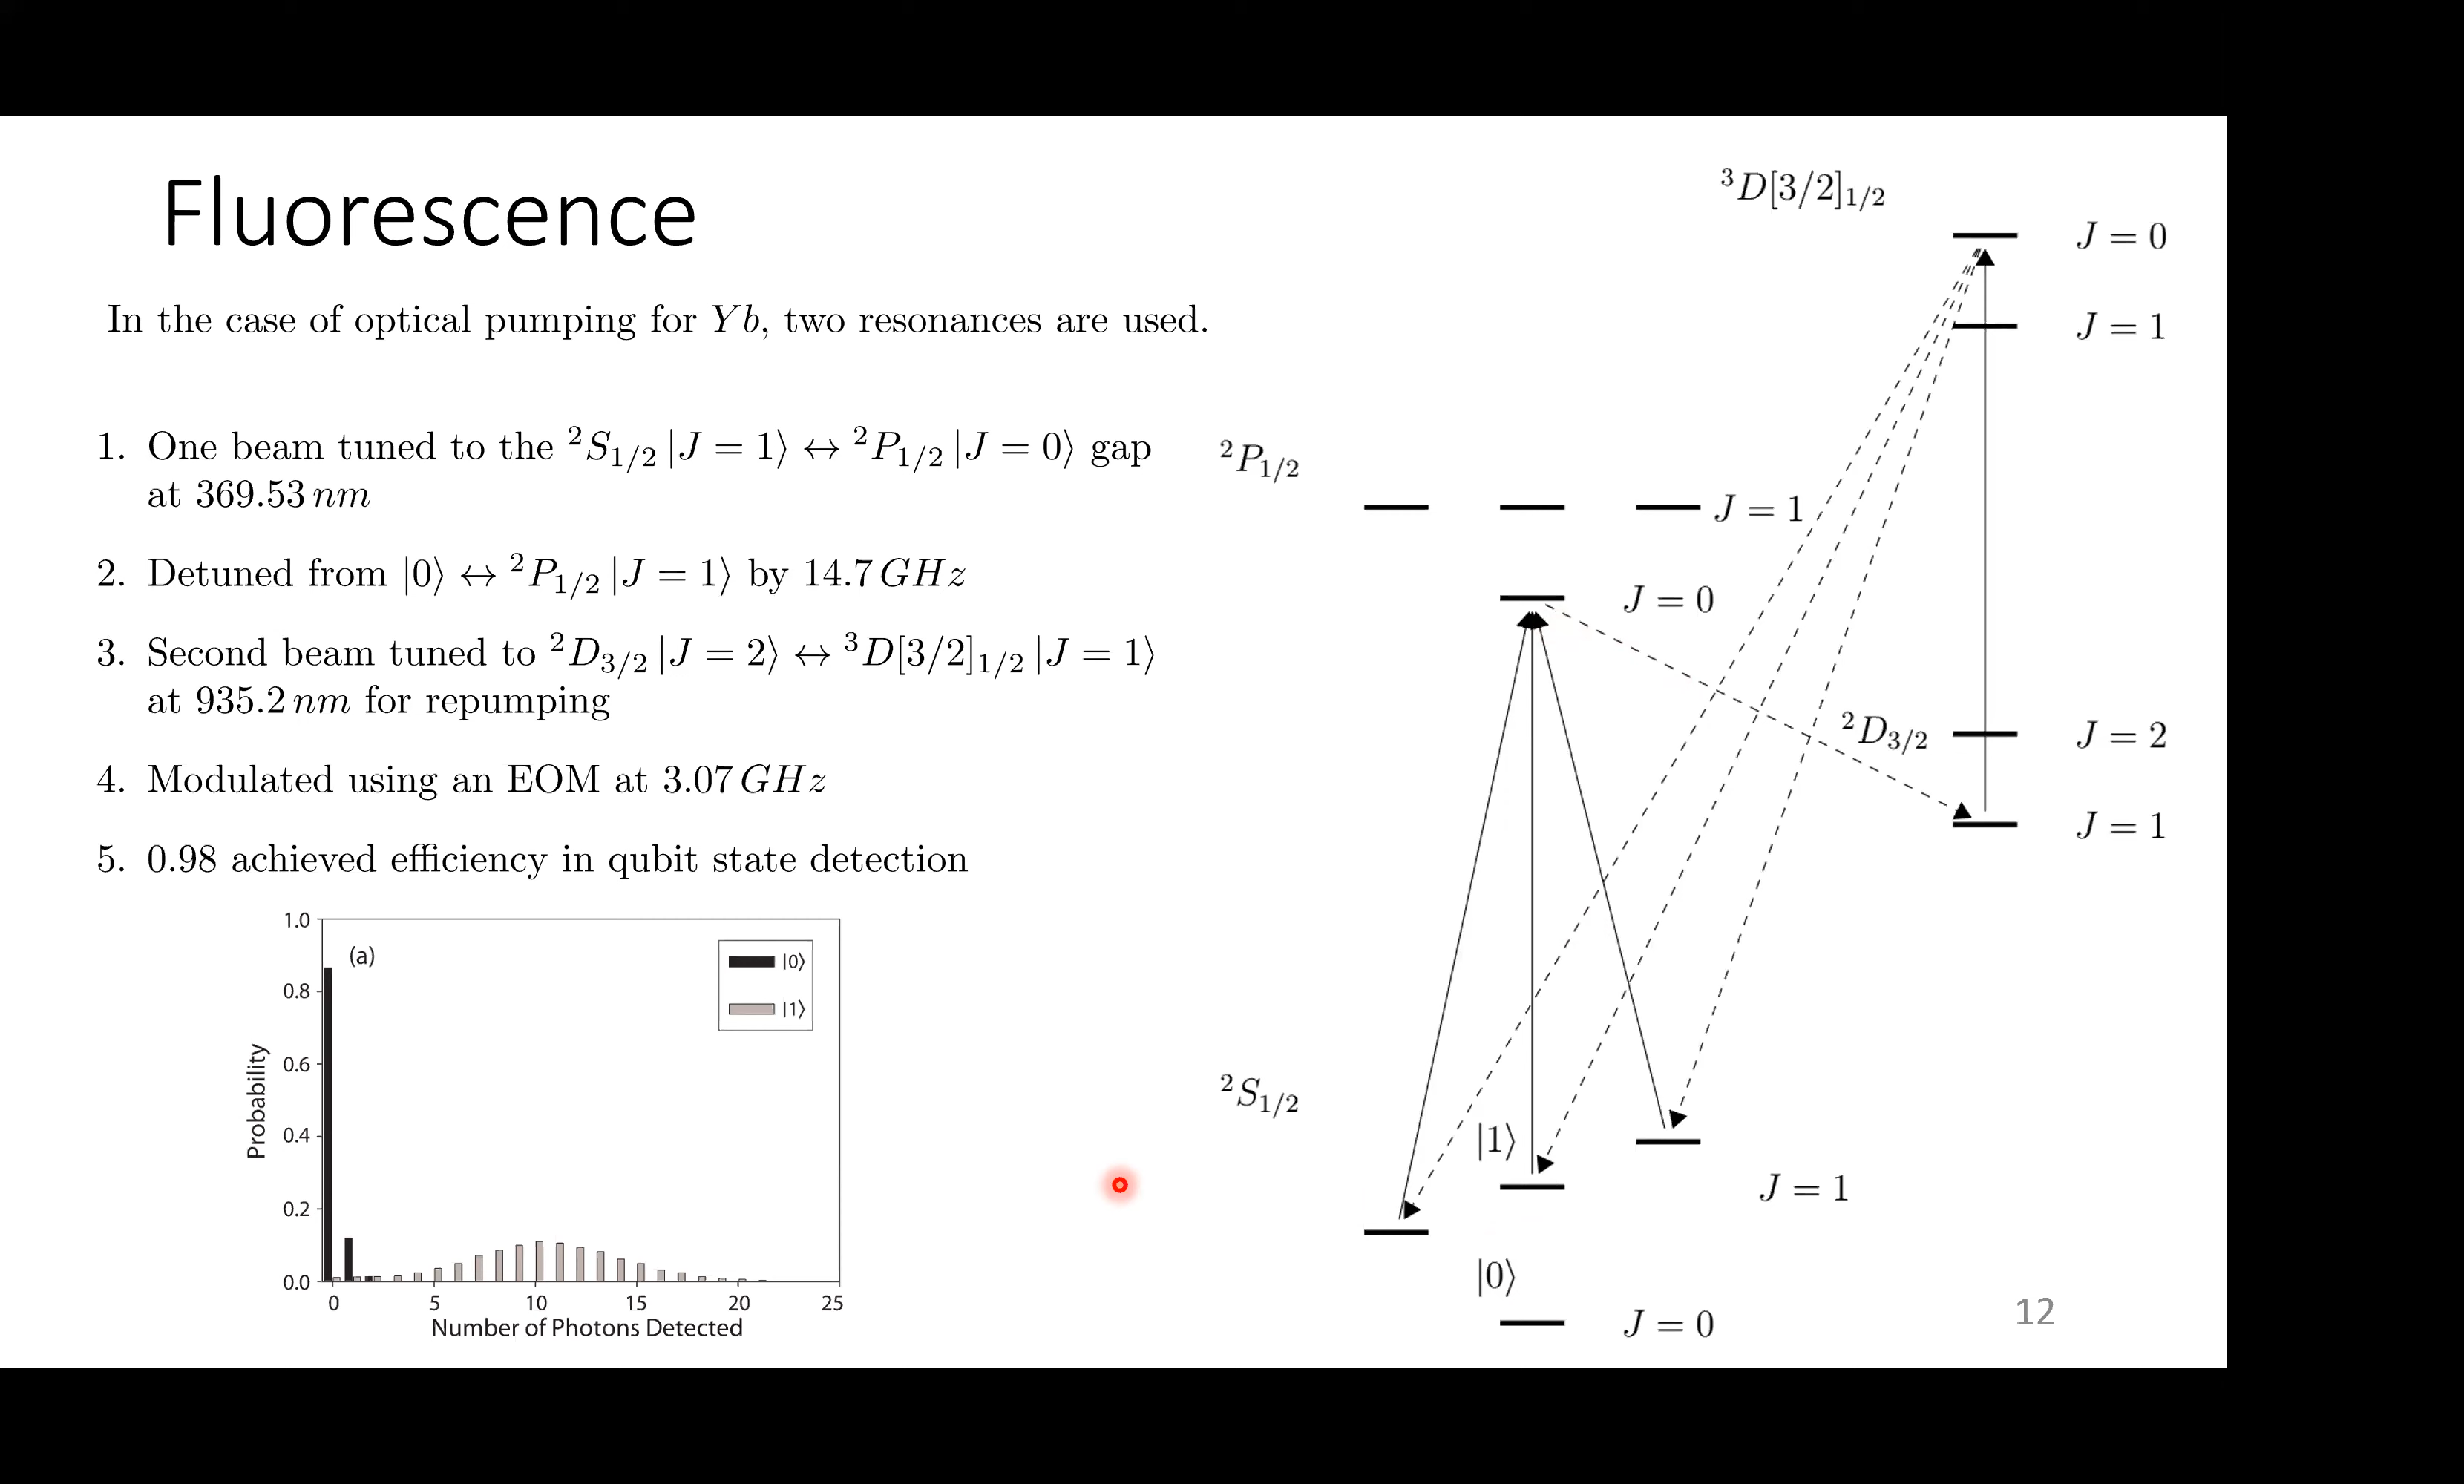 Fluorescence
In the case of optical pumping for Yb, two resonances are used.
1. One beam tuned to the ²S₁/₂ |J = 1⟩ ↔ ²P₁/₂ |J = 0⟩ gap
at 369.53 nm
2. Detuned from |0⟩ ↔ ²P₁/₂ |J = 1⟩ by 14.7 GHz
3. Second beam tuned to ²D₃/₂ |J = 2⟩ ↔ ³D[3/2]₁/₂ |J = 1⟩
at 935.2 nm for repumping
4. Modulated using an EOM at 3.07 GHz
5. 0.98 achieved efficiency in qubit state detection
1.0
0.8
0.6
0.4
0.2
0.0
Probability
(a)
|0⟩
|1⟩
0 5 10 15 20 25
Number of Photons Detected
³D[3/2]₁/₂
J = 0
J = 1
²P₁/₂
J = 1
J = 0
²D₃/₂
J = 2
J = 1
²S₁/₂
|1⟩
J = 1
|0⟩
J = 0
12